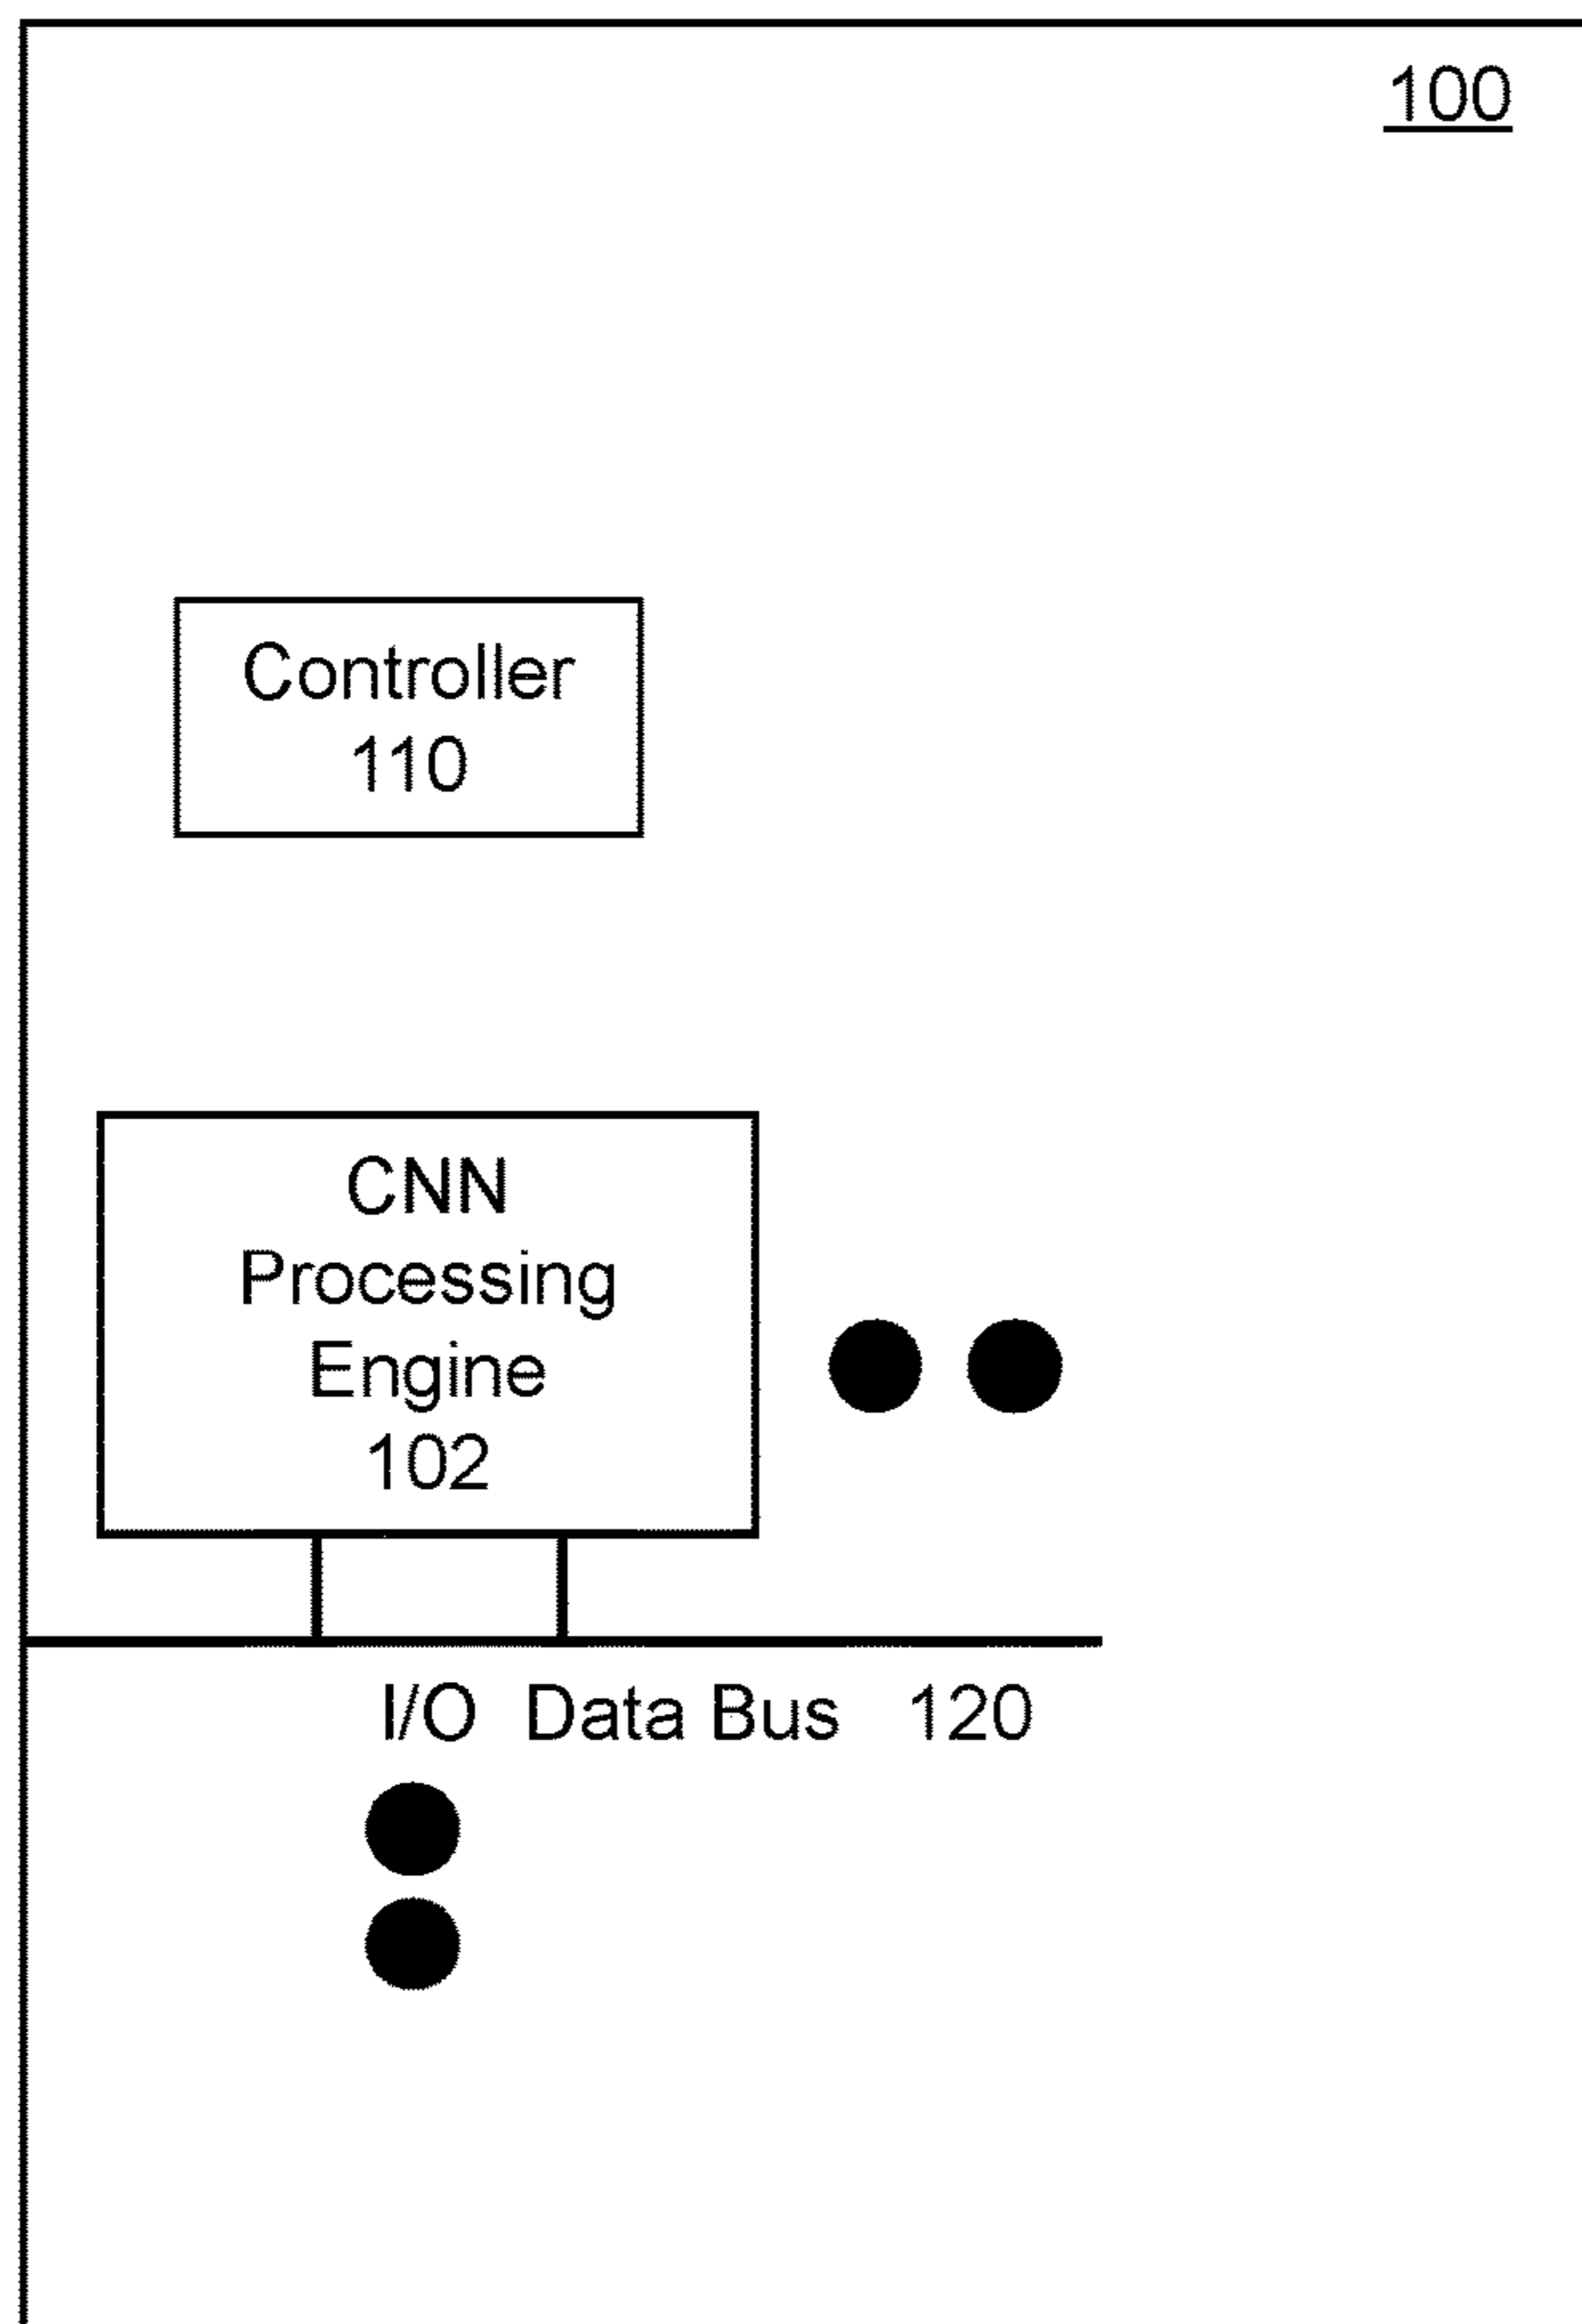 100
Controller
110
CNN
Processing
Engine
102
I/O Data Bus 120